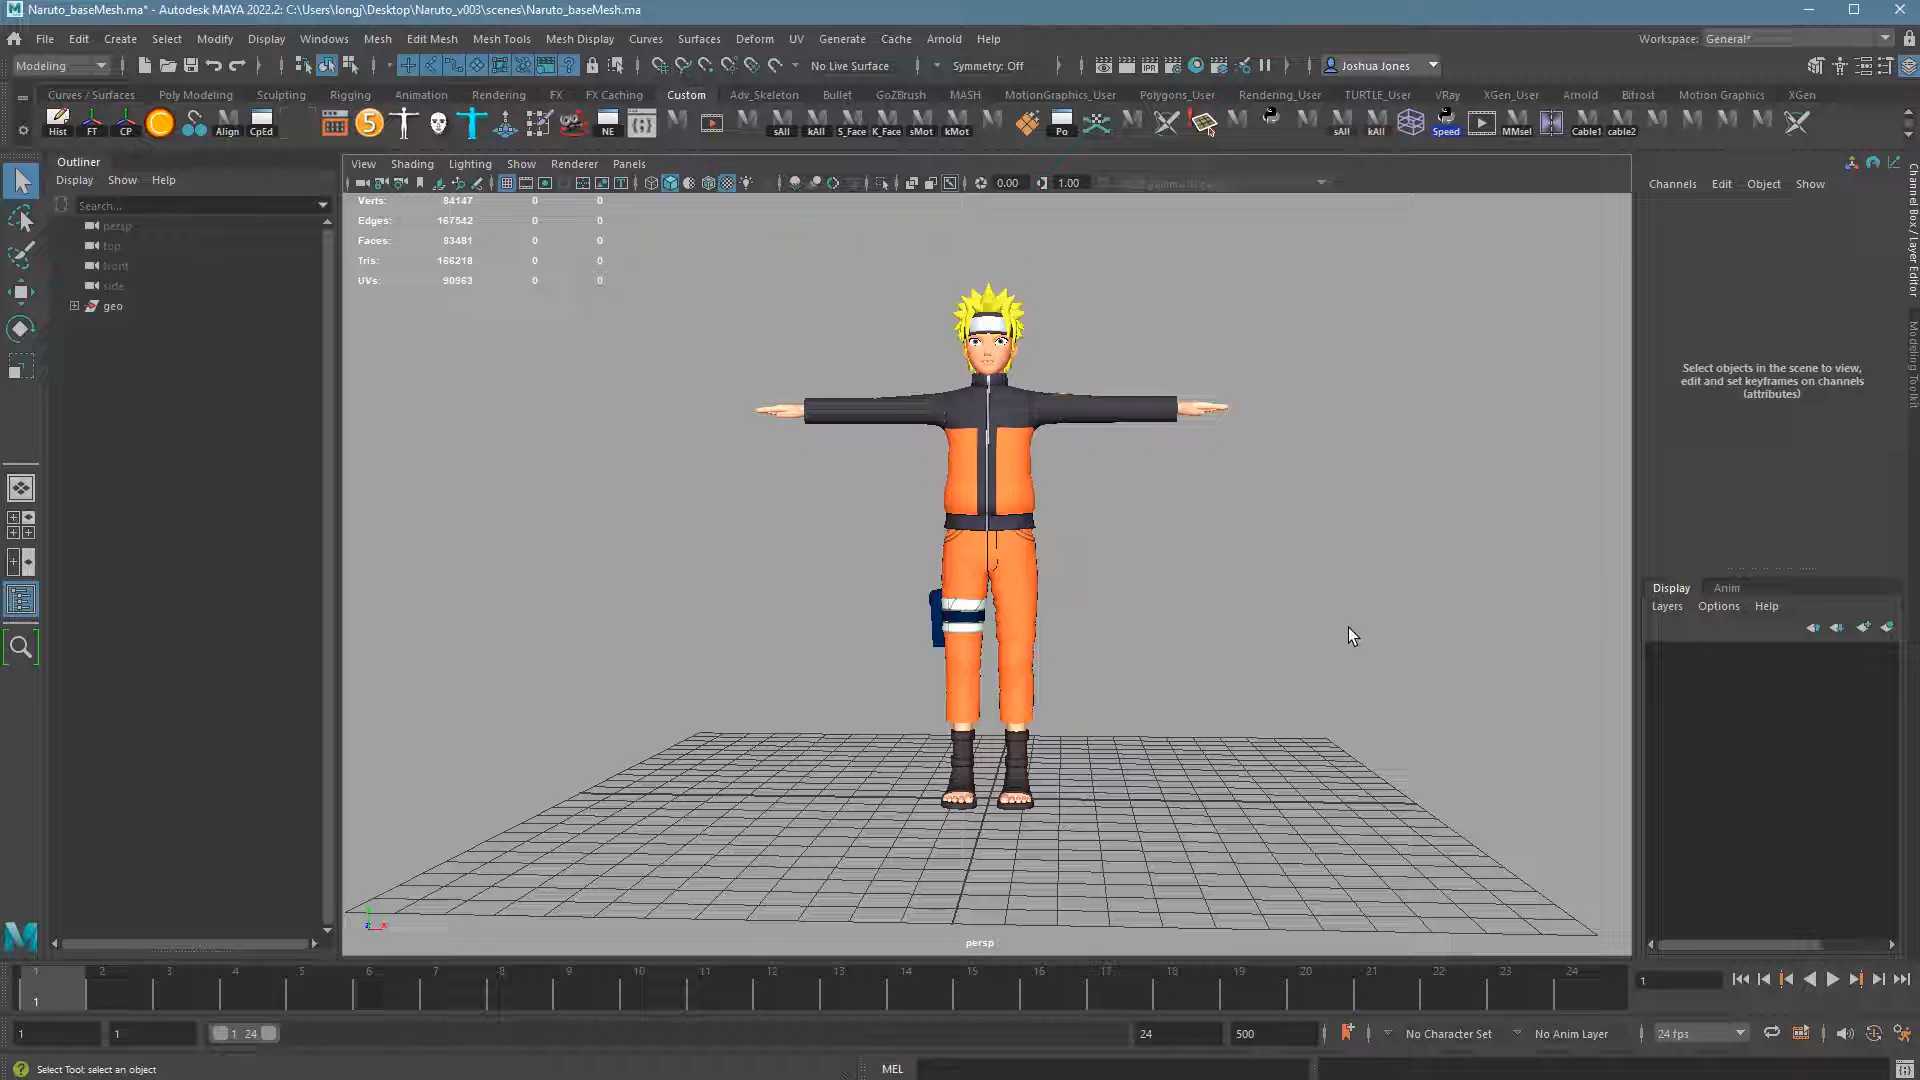 Naruto_baseMesh.ma* - Autodesk MAYA 2022.2: C:\Users\longj\Desktop\Naruto_v003\scenes\Naruto_baseMesh.ma
File Edit Create Select Modify Display Windows Mesh Edit Mesh Mesh Tools Mesh Display Curves Surfaces Deform UV Generate Cache Arnold Help
Workspace: General*
Modeling
No Live Surface
Symmetry: Off
Joshua Jones
Curves / Surfaces Poly Modeling Sculpting Rigging Animation Rendering FX FX Caching Custom Adv_Skeleton Bullet GoZBrush MASH MotionGraphics_User Polygons_User Rendering_User TURTLE_User VRay XGen_User Arnold Bifrost Motion Graphics XGen
Hist FT CP Align CpEd NE sAll kAll S_Face K_Face sMot kMot Po sAll kAll Speed MMsel Cable1 cable2
Outliner
Display Show Help
Search...
persp
top
front
side
geo
View Shading Lighting Show Renderer Panels
0.00
1.00
Verts: 84147 0 0
Edges: 167542 0 0
Faces: 83481 0 0
Tris: 166218 0 0
UVs: 90963 0 0
persp
Channels Edit Object Show
Select objects in the scene to view,
edit and set keyframes on channels
(attributes)
Channel Box / Layer Editor
Modeling Toolkit
Display Anim
Layers Options Help
1 2 3 4 5 6 7 8 9 10 11 12 13 14 15 16 17 18 19 20 21 22 23 24
1
1
1 1 1 24 24 500 No Character Set No Anim Layer 24 fps
Select Tool: select an object
MEL